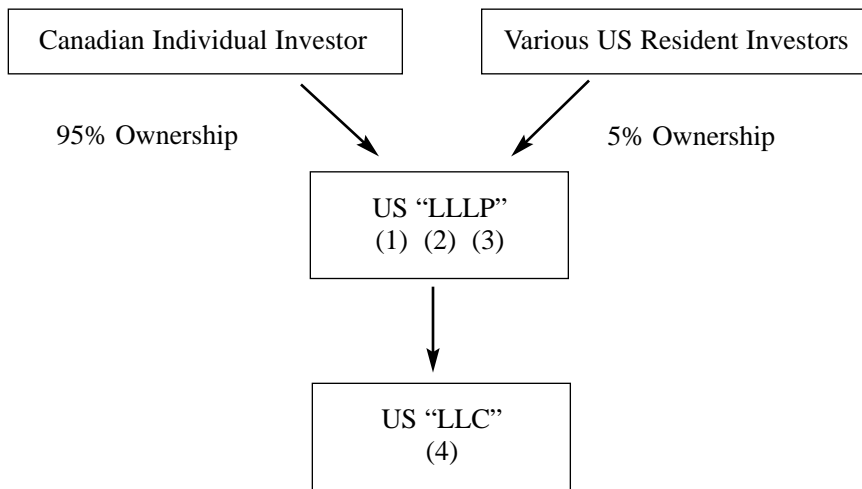 Canadian Individual Investor
Various US Resident Investors
95% Ownership
5% Ownership
US “LLLP”
(1) (2) (3)
US “LLC”
(4)